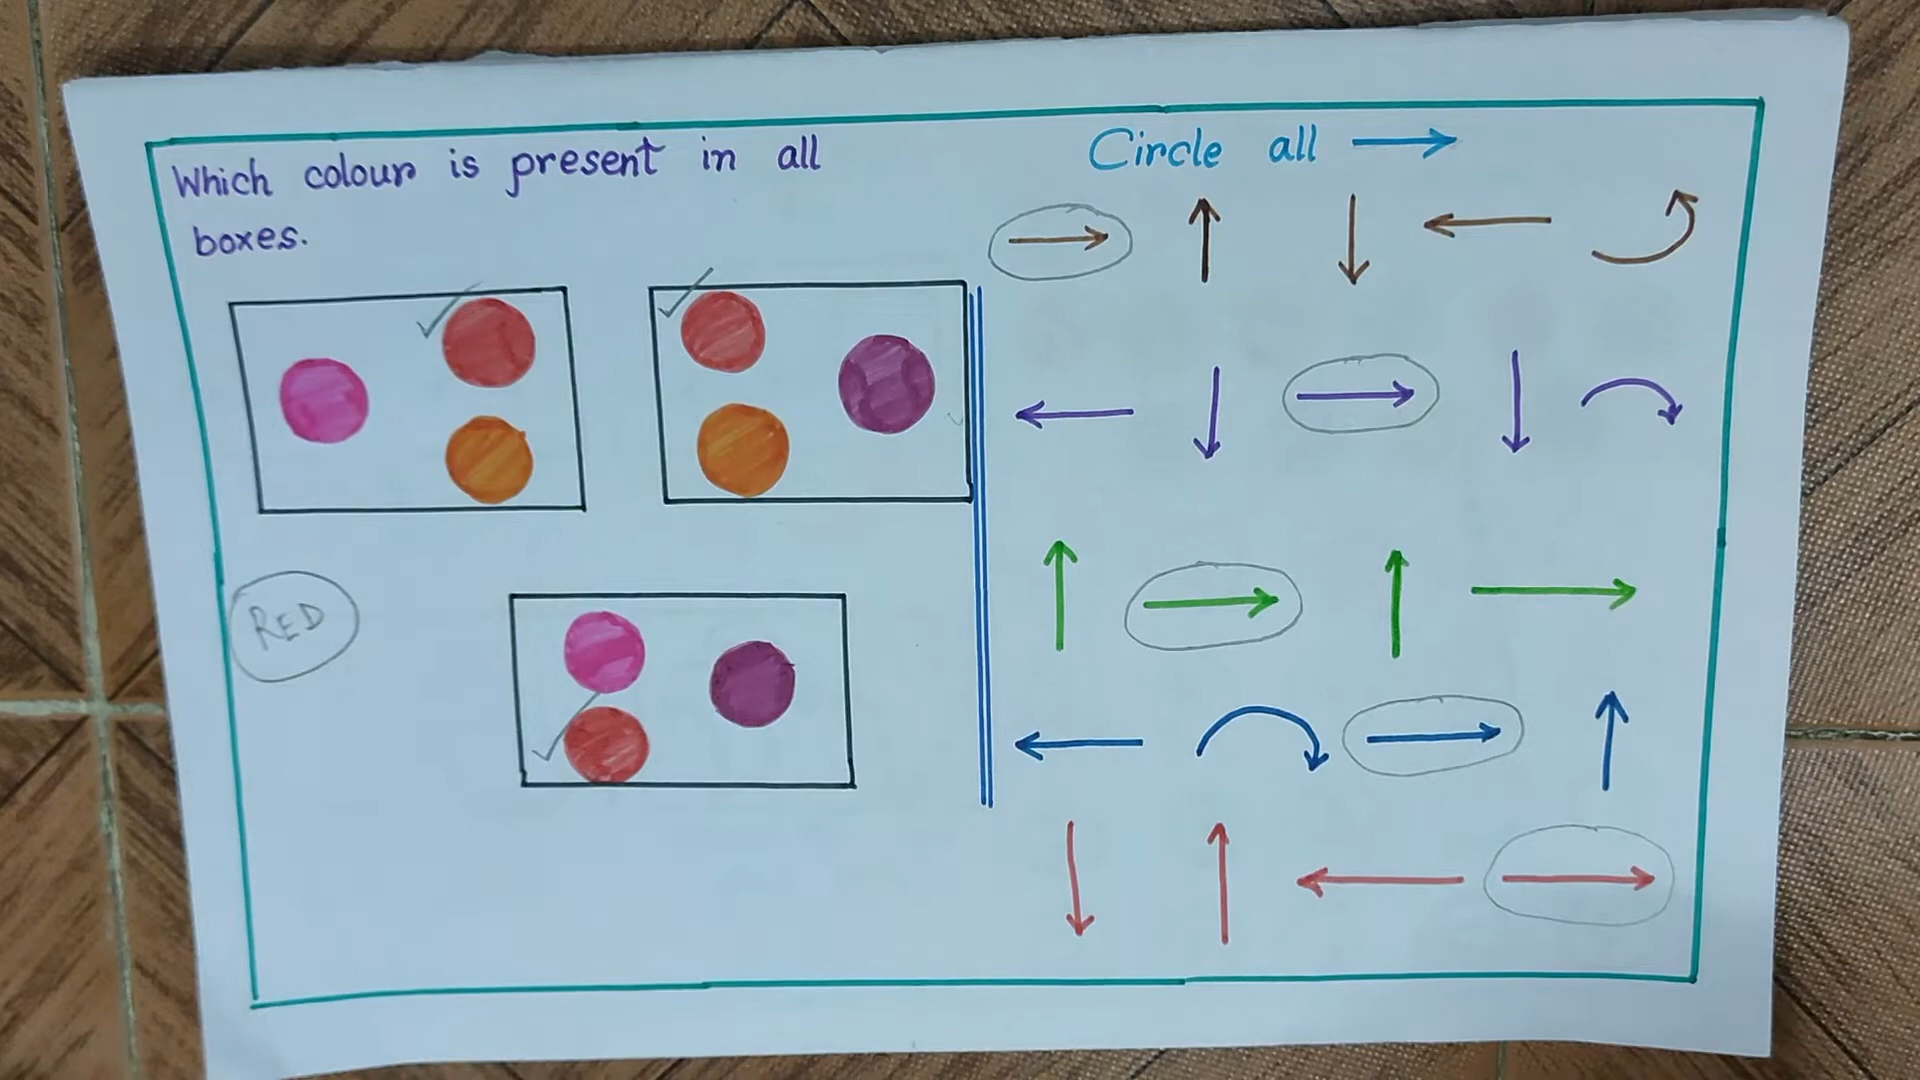 Which colour is present in all
boxes.
RED
Circle all →